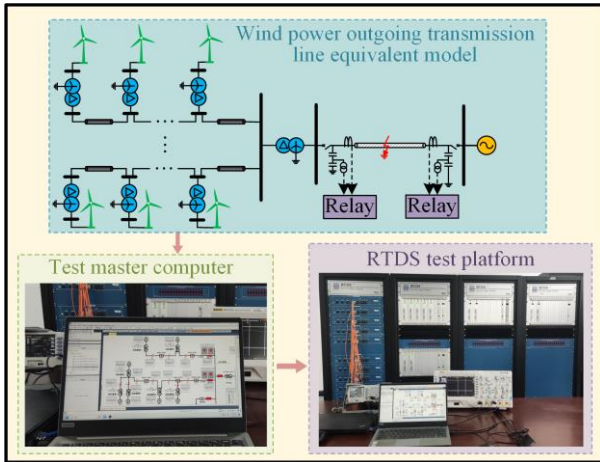 Wind power outgoing transmission
line equivalent model
Relay
Relay
Test master computer
RTDS test platform